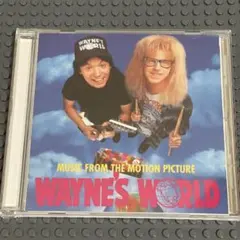 WAYNE'S
WORLD
MUSIC FROM THE MOTION PICTURE
WAYNE'S WORLD